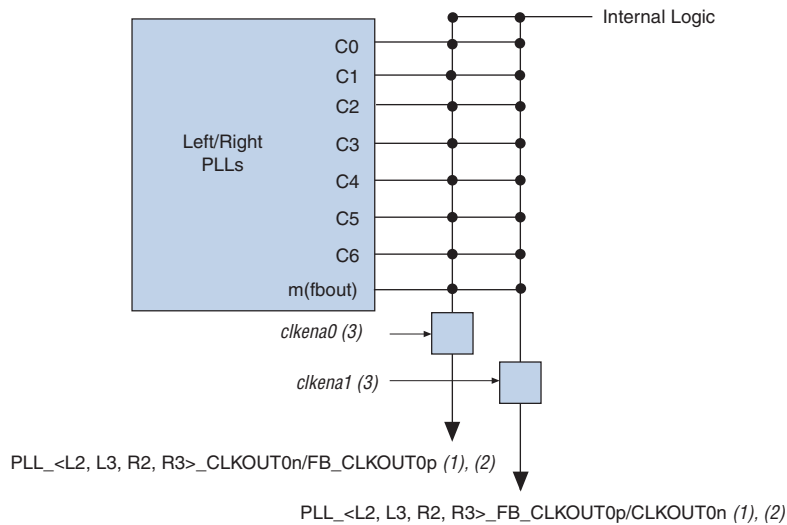 Internal Logic
C0
C1
C2
Left/Right
PLLs
C3
C4
C5
C6
m(fbout)
clkena0 (3)
clkena1 (3)
PLL_<L2, L3, R2, R3>_CLKOUT0n/FB_CLKOUT0p (1), (2)
PLL_<L2, L3, R2, R3>_FB_CLKOUT0p/CLKOUT0n (1), (2)